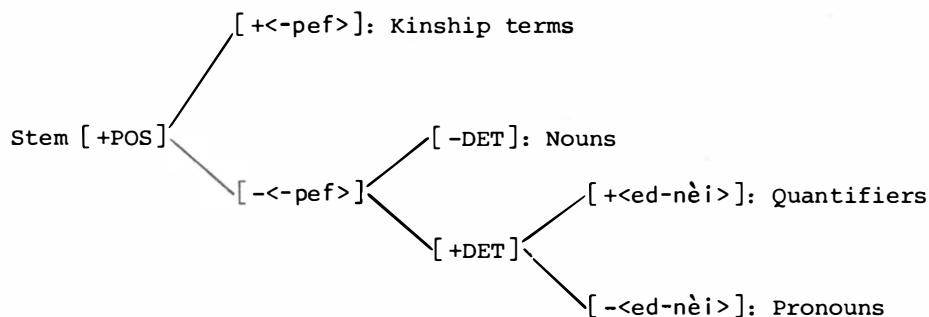 [+<-pef>]: Kinship terms
Stem [+POS] [-DET]: Nouns
[-<-pef>] [+<ed-nèi>]: Quantifiers
[+DET]
[-<ed-nèi>]: Pronouns